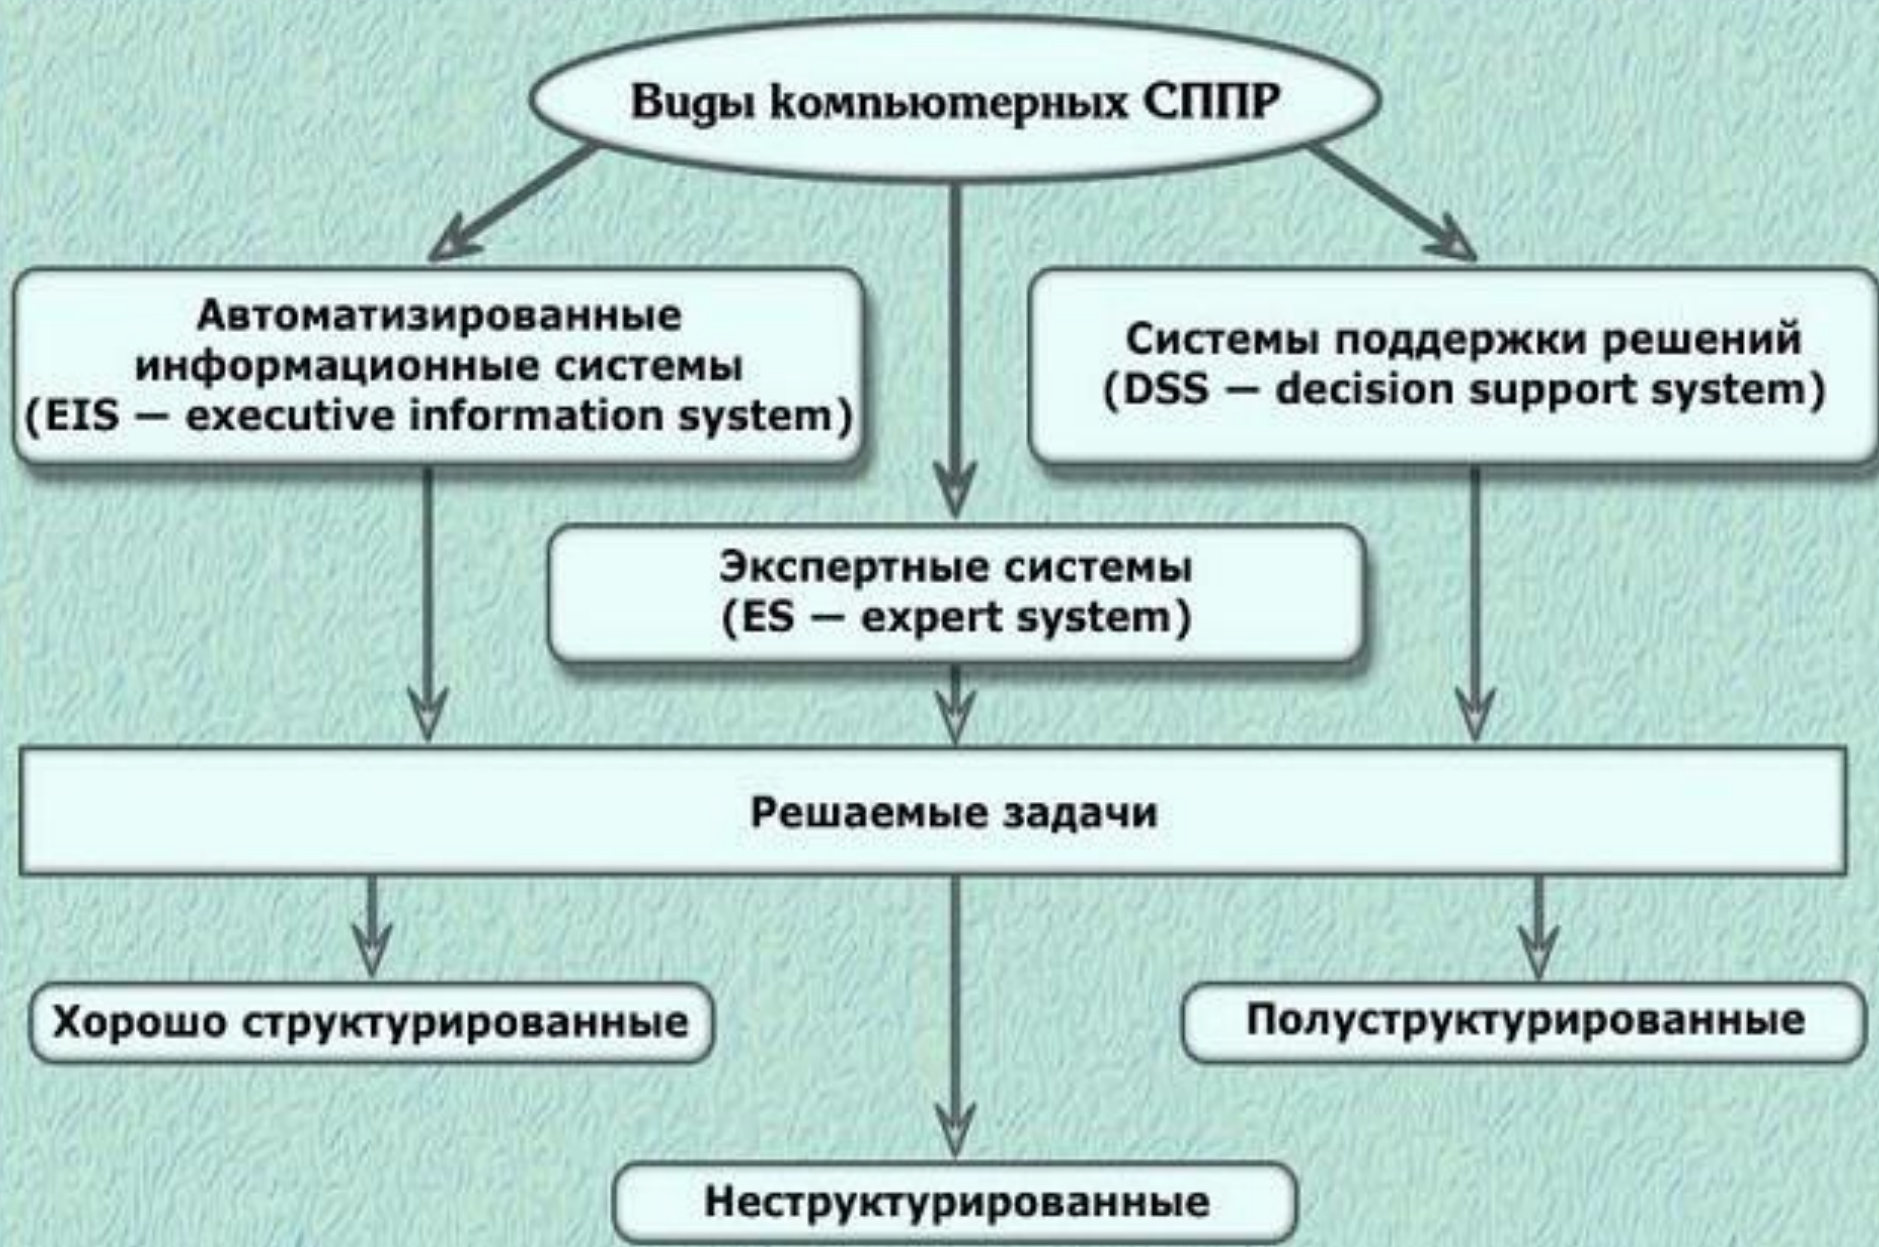 Виды компьютерных СППР
Автоматизированные
информационные системы
(EIS — executive information system)
Системы поддержки решений
(DSS — decision support system)
Экспертные системы
(ES — expert system)
Решаемые задачи
Хорошо структурированные
Полуструктурированные
Неструктурированные